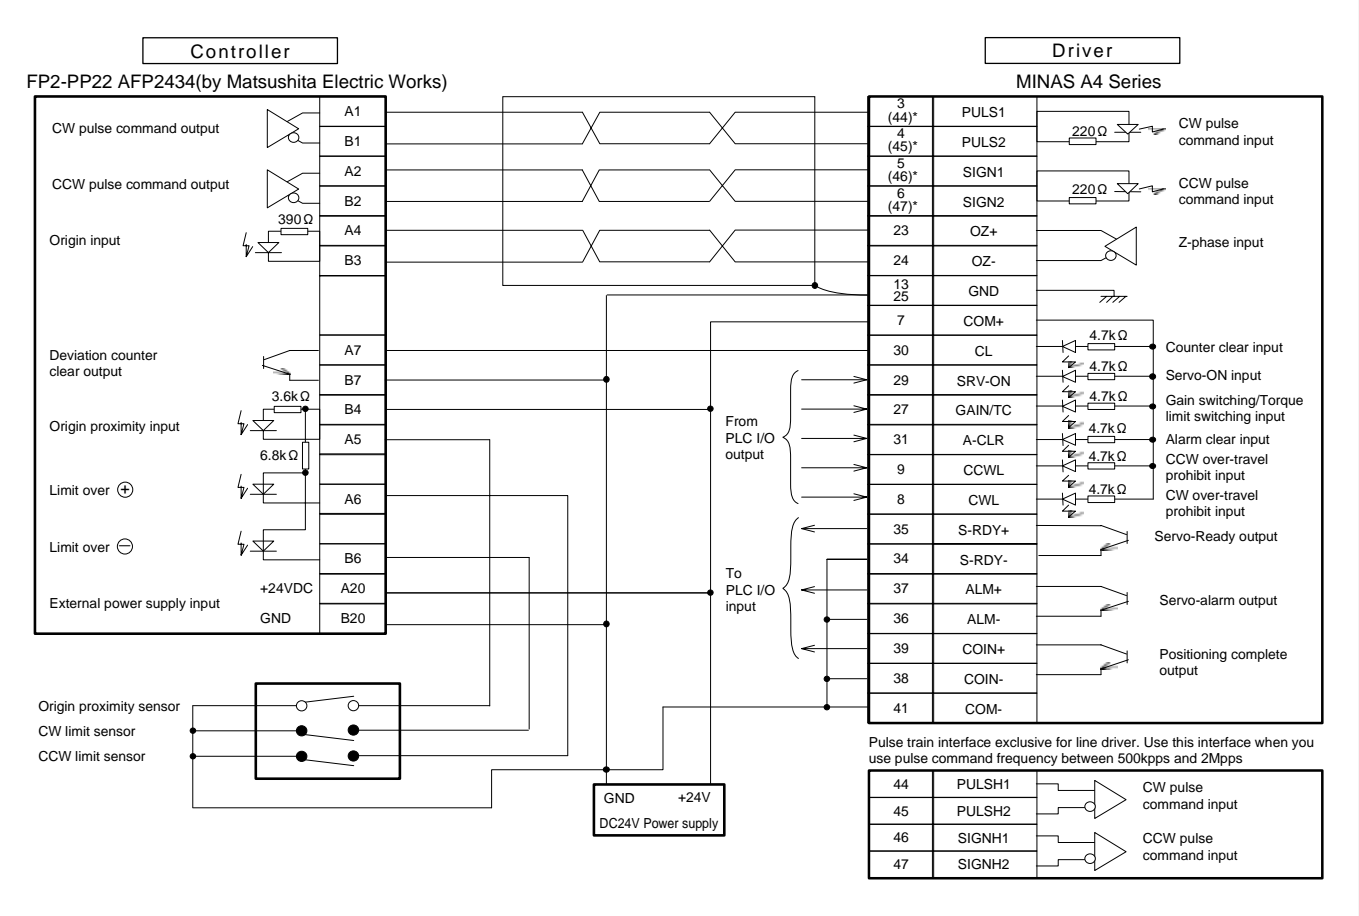 Controller
FP2-PP22 AFP2434(by Matsushita Electric Works)
CW pulse command output
A1
B1
CCW pulse command output
A2
B2
390Ω
Origin input
A4
B3
Deviation counter
clear output
A7
B7
3.6kΩ
B4
Origin proximity input
A5
6.8kΩ
Limit over ⊕
A6
Limit over ⊖
B6
External power supply input
+24VDC
A20
GND
B20
Origin proximity sensor
CW limit sensor
CCW limit sensor
GND +24V
DC24V Power supply
From
PLC I/O
output
To
PLC I/O
input
Driver
MINAS A4 Series
3
(44)*
PULS1
4
(45)*
PULS2
220Ω
CW pulse
command input
5
(46)*
SIGN1
6
(47)*
SIGN2
220Ω
CCW pulse
command input
23 OZ+
24 OZ-
Z-phase input
13
25
GND
7 COM+
30 CL
4.7kΩ
Counter clear input
29 SRV-ON
4.7kΩ
Servo-ON input
27 GAIN/TC
4.7kΩ
Gain switching/Torque
limit switching input
31 A-CLR
4.7kΩ
Alarm clear input
9 CCWL
4.7kΩ
CCW over-travel
prohibit input
8 CWL
4.7kΩ
CW over-travel
prohibit input
35 S-RDY+
34 S-RDY-
Servo-Ready output
37 ALM+
36 ALM-
Servo-alarm output
39 COIN+
38 COIN-
Positioning complete
output
41 COM-
Pulse train interface exclusive for line driver. Use this interface when you
use pulse command frequency between 500kpps and 2Mpps
44 PULSH1
45 PULSH2
CW pulse
command input
46 SIGNH1
47 SIGNH2
CCW pulse
command input